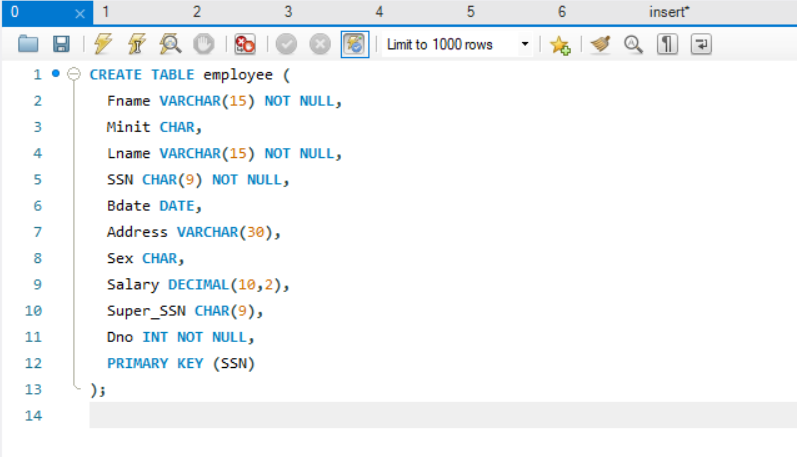 0 × 1 2 3 4 5 6 insert*
Limit to 1000 rows
1 CREATE TABLE employee (
2 Fname VARCHAR(15) NOT NULL,
3 Minit CHAR,
4 Lname VARCHAR(15) NOT NULL,
5 SSN CHAR(9) NOT NULL,
6 Bdate DATE,
7 Address VARCHAR(30),
8 Sex CHAR,
9 Salary DECIMAL(10,2),
10 Super_SSN CHAR(9),
11 Dno INT NOT NULL,
12 PRIMARY KEY (SSN)
13 );
14